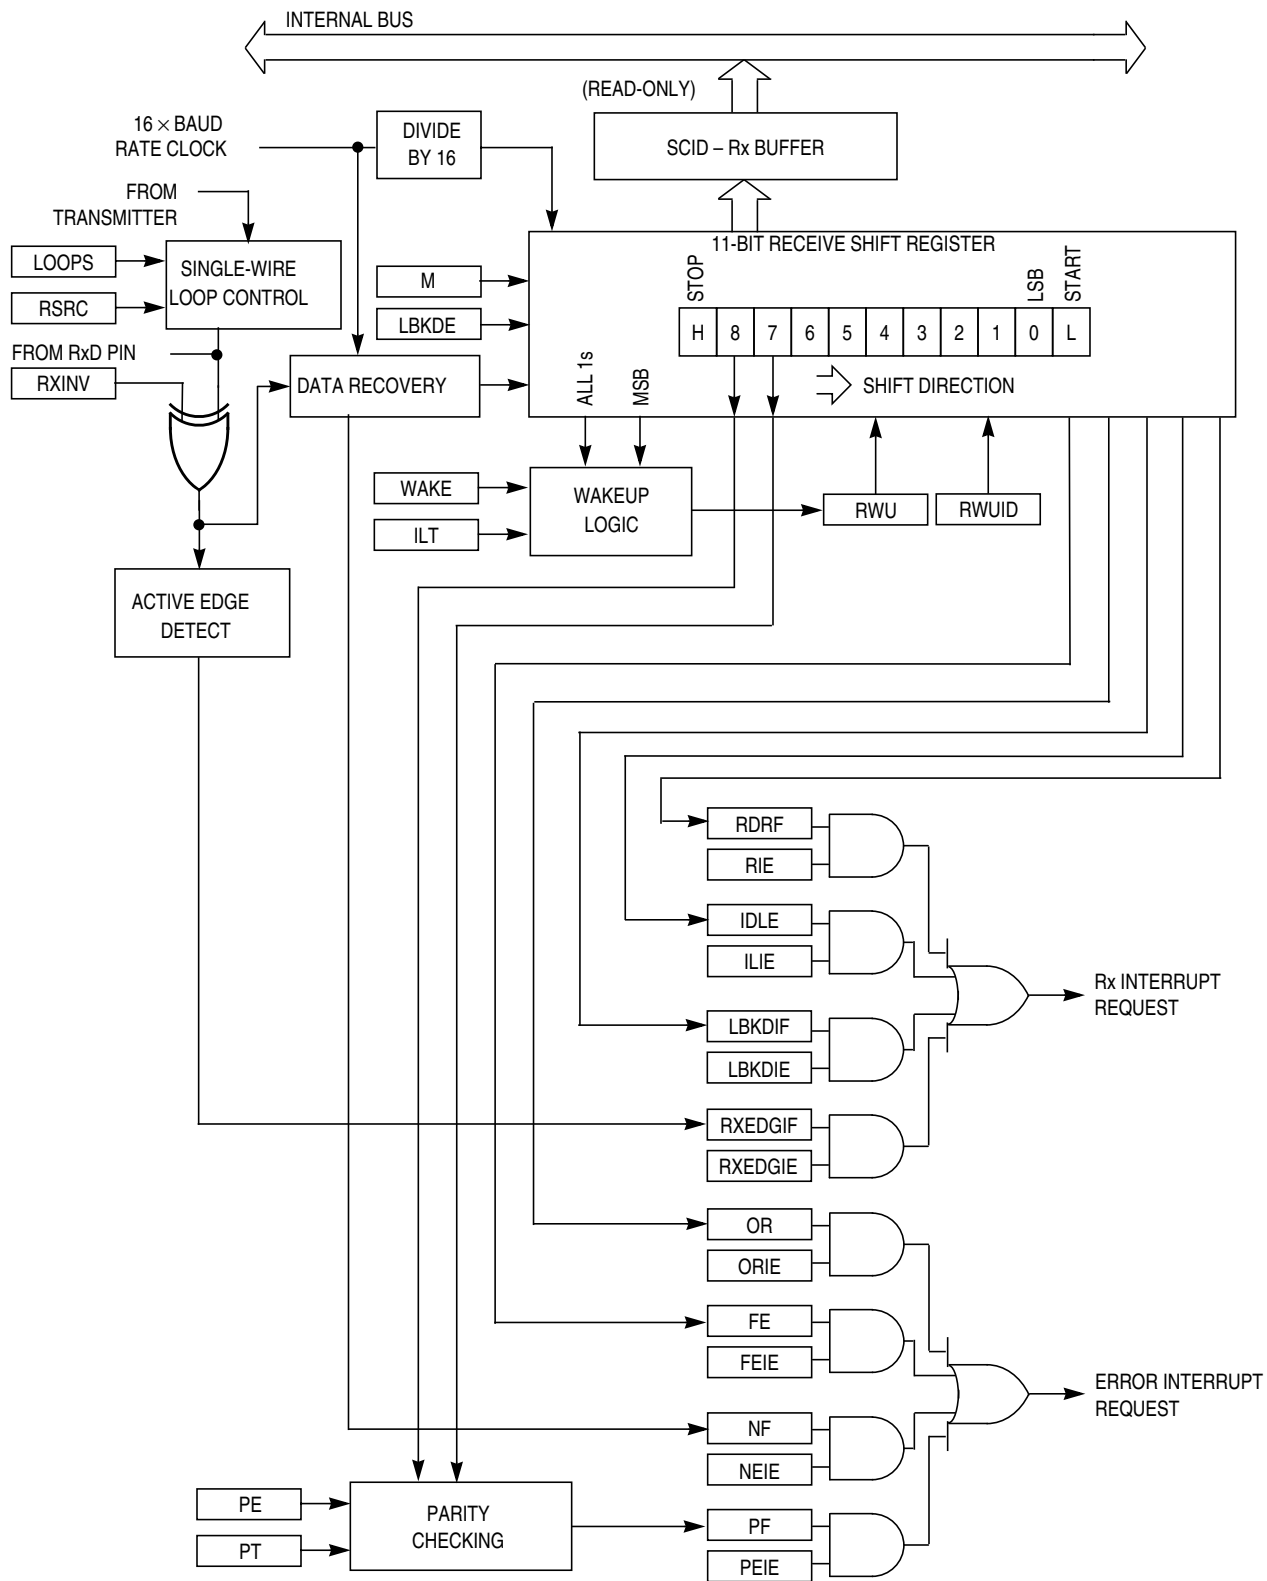 INTERNAL BUS
(READ-ONLY)
16 × BAUD
RATE CLOCK
DIVIDE
BY 16
SCID – Rx BUFFER
FROM
TRANSMITTER
11-BIT RECEIVE SHIFT REGISTER
LOOPS
SINGLE-WIRE
LOOP CONTROL
RSRC
M
LBKDE
STOP
LSB
START
H 8 7 6 5 4 3 2 1 0 L
FROM RxD PIN
RXINV
DATA RECOVERY
ALL 1s
MSB
SHIFT DIRECTION
WAKE
ILT
WAKEUP
LOGIC
RWU
RWUID
ACTIVE EDGE
DETECT
RDRF
RIE
IDLE
ILIE
Rx INTERRUPT
REQUEST
LBKDIF
LBKDIE
RXEDGIF
RXEDGIE
OR
ORIE
FE
FEIE
ERROR INTERRUPT
REQUEST
NF
NEIE
PE
PT
PARITY
CHECKING
PF
PEIE